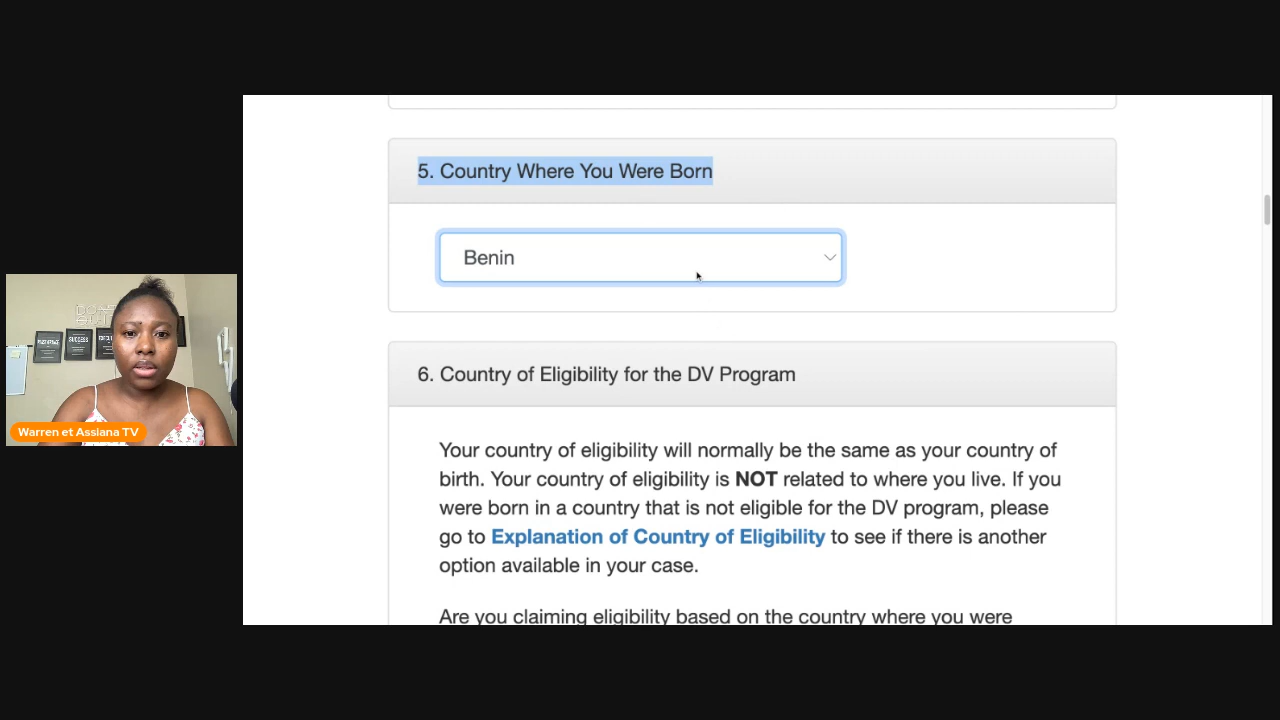 5. Country Where You Were Born
Benin
6. Country of Eligibility for the DV Program
Your country of eligibility will normally be the same as your country of
birth. Your country of eligibility is NOT related to where you live. If you
were born in a country that is not eligible for the DV program, please
go to Explanation of Country of Eligibility to see if there is another
option available in your case.
Are you claiming eligibility based on the country where you were
SUCCESS
Warren et Assiana TV